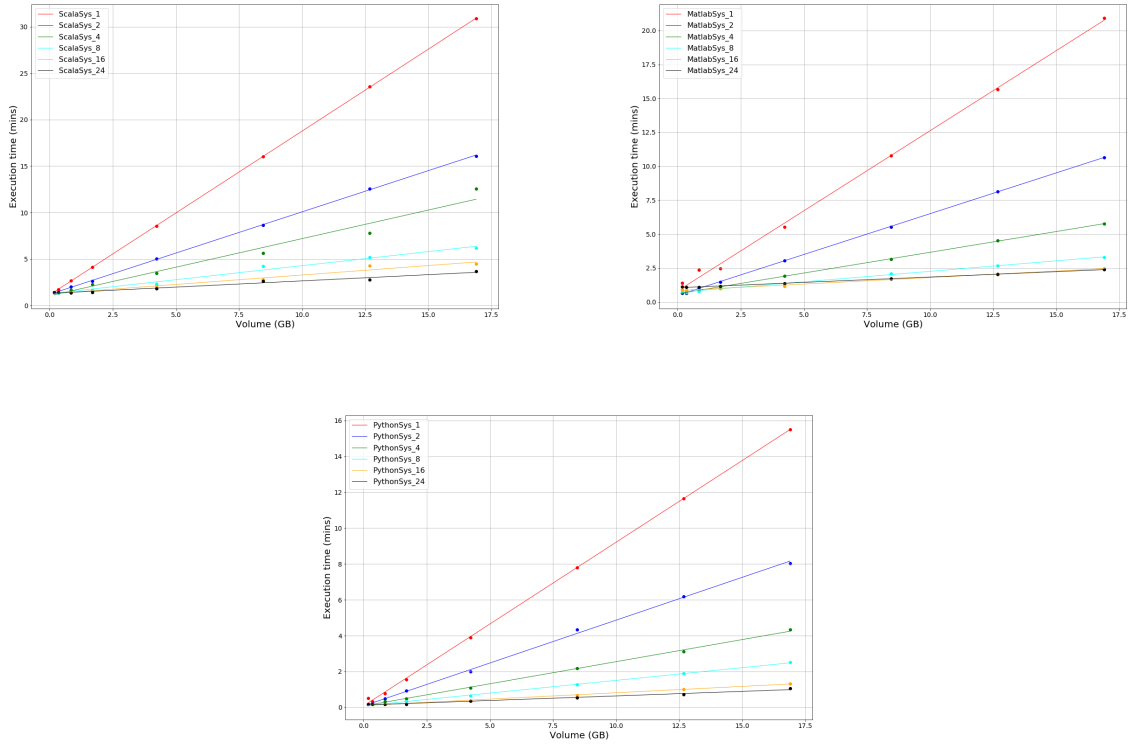 ScalaSys_1
ScalaSys_2
ScalaSys_4
ScalaSys_8
ScalaSys_16
ScalaSys_24
30
25
20
15
10
5
0
Execution time (mins)
0.0 2.5 5.0 7.5 10.0 12.5 15.0 17.5
Volume (GB)
MatlabSys_1
MatlabSys_2
MatlabSys_4
MatlabSys_8
MatlabSys_16
MatlabSys_24
20.0
17.5
15.0
12.5
10.0
7.5
5.0
2.5
0.0
Execution time (mins)
0.0 2.5 5.0 7.5 10.0 12.5 15.0 17.5
Volume (GB)
PythonSys_1
PythonSys_2
PythonSys_4
PythonSys_8
PythonSys_16
PythonSys_24
16
14
12
10
8
6
4
2
0
Execution time (mins)
0.0 2.5 5.0 7.5 10.0 12.5 15.0 17.5
Volume (GB)